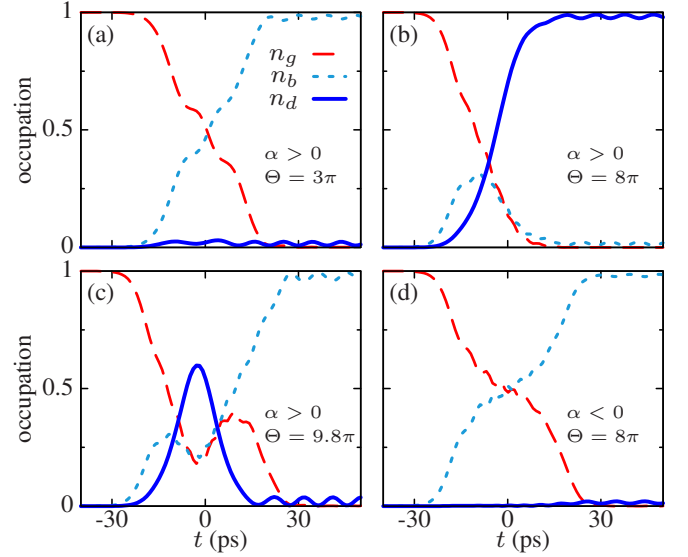 1
(a)
n_g
n_b
n_d
0.5
occupation
α > 0
Θ = 3π
0
(b)
α > 0
Θ = 8π
1
(c)
0.5
occupation
α > 0
Θ = 9.8π
0
-30 0 30
t (ps)
(d)
α < 0
Θ = 8π
-30 0 30
t (ps)